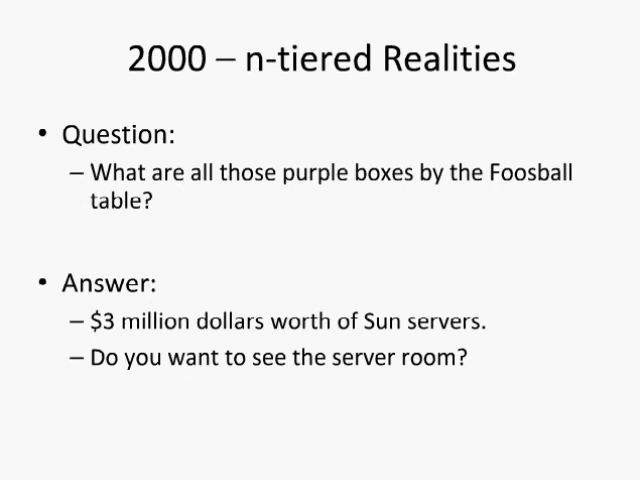 2000 – n-tiered Realities
• Question:
– What are all those purple boxes by the Foosball
table?
• Answer:
– $3 million dollars worth of Sun servers.
– Do you want to see the server room?